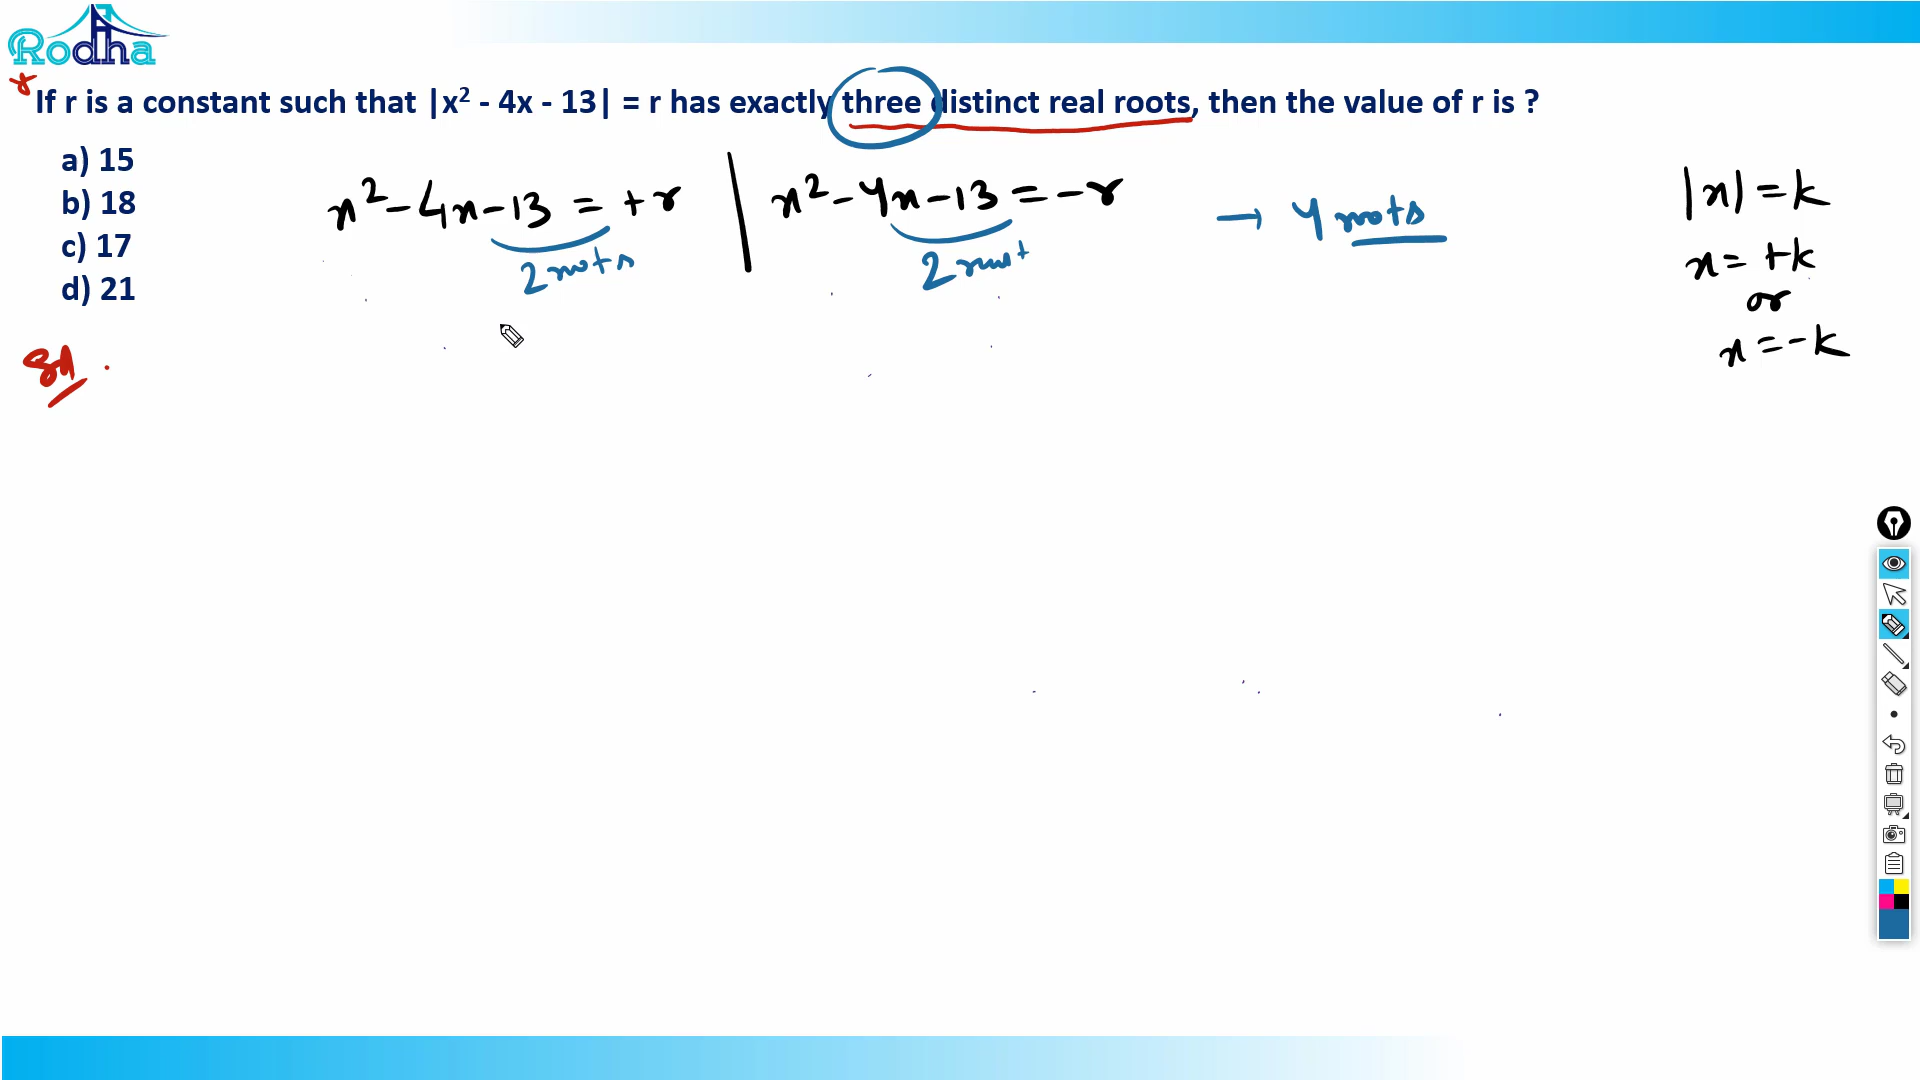 Rodha
If r is a constant such that |x² - 4x - 13| = r has exactly three distinct real roots, then the value of r is ?
a) 15
b) 18
c) 17
d) 21
x² - 4x - 13 = + r
2 roots
x² - 4x - 13 = - r
2 root
→ 4 roots
|x| = k
x = +k
or
x = -k